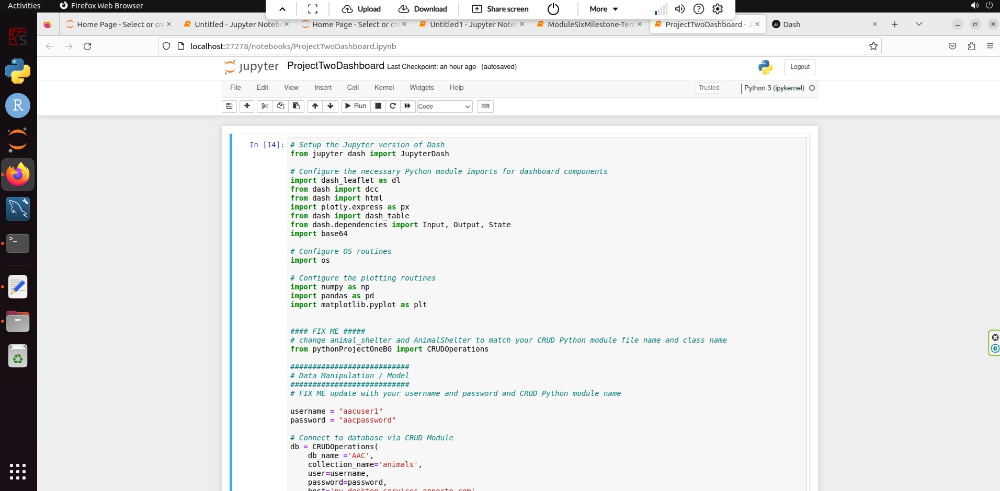 Activities
Firefox Web Browser
Upload
Download
Share screen
More
Home Page - Select or cre
Untitled - Jupyter Notebo
Home Page - Select or cre
Untitled1 - Jupyter Noteb
ModuleSixMilestone-Tem
ProjectTwoDashboard - Ju
Dash
localhost:27278/notebooks/ProjectTwoDashboard.ipynb
jupyter ProjectTwoDashboard Last Checkpoint: an hour ago (autosaved)
Logout
File Edit View Insert Cell Kernel Widgets Help
Trusted
Python 3 (ipykernel)
Run
Code
In [14]:
# Setup the Jupyter version of Dash
from jupyter_dash import JupyterDash
# Configure the necessary Python module imports for dashboard components
import dash_leaflet as dl
from dash import dcc
from dash import html
import plotly.express as px
from dash import dash_table
from dash.dependencies import Input, Output, State
import base64
# Configure OS routines
import os
# Configure the plotting routines
import numpy as np
import pandas as pd
import matplotlib.pyplot as plt
#### FIX ME #####
# change animal_shelter and AnimalShelter to match your CRUD Python module file name and class name
from pythonProjectOneBG import CRUDOperations
###########################
# Data Manipulation / Model
###########################
# FIX ME update with your username and password and CRUD Python module name
username = "aacuser1"
password = "aacpassword"
# Connect to database via CRUD Module
db = CRUDOperations(
    db_name ='AAC',
    collection_name='animals',
    user=username,
    password=password,
    host='nv-desktop-services.apporto.com',